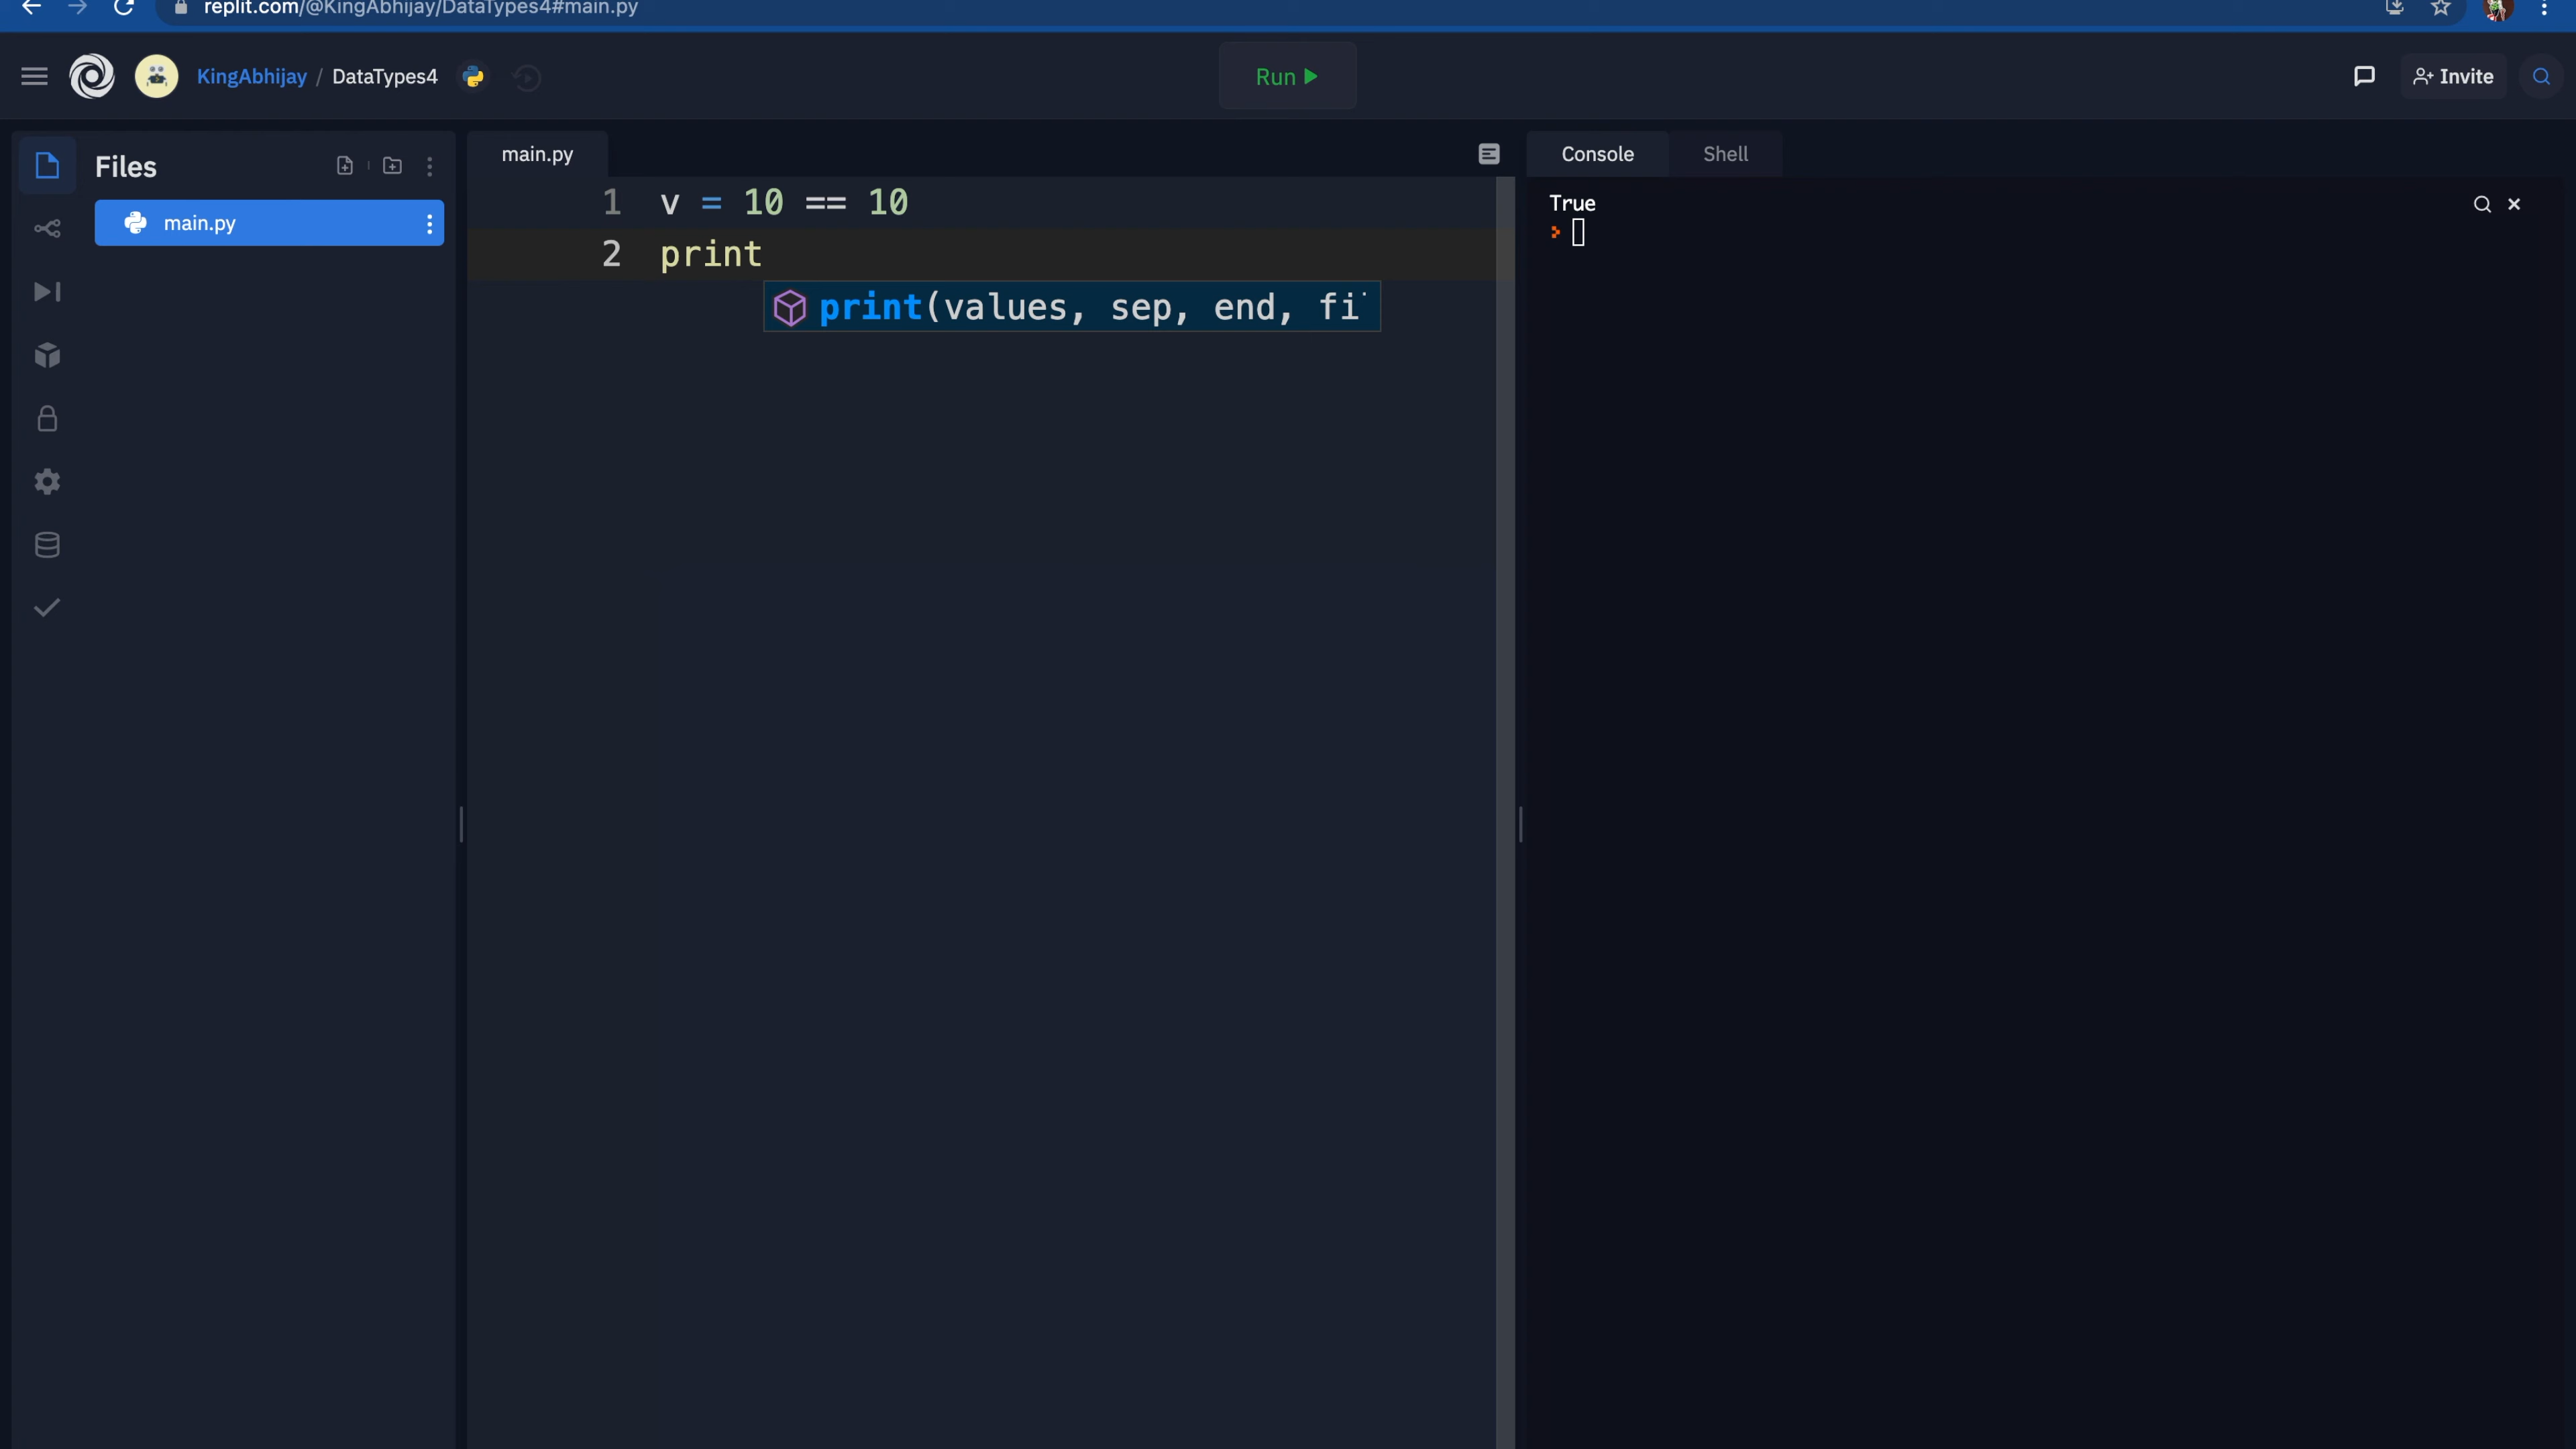 replit.com/@KingAbhijay/DataTypes4#main.py
KingAbhijay / DataTypes4
Run
Invite
Files
main.py
main.py
1 v = 10 == 10
2 print
print(values, sep, end, fi
Console
Shell
True